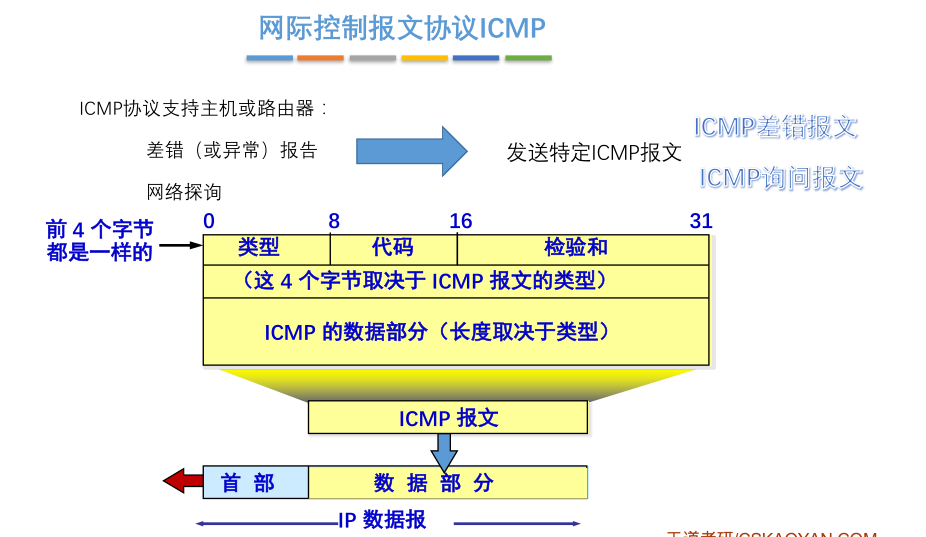 网际控制报文协议ICMP
ICMP协议支持主机或路由器：
差错（或异常）报告
网络探询
发送特定ICMP报文
ICMP差错报文
ICMP询问报文
前 4 个字节
都是一样的
0 8 16 31
类型 代码 检验和
（这 4 个字节取决于 ICMP 报文的类型）
ICMP 的数据部分（长度取决于类型）
ICMP 报文
首 部 数 据 部 分
IP 数据报
王道考研/CSKAOYAN.COM